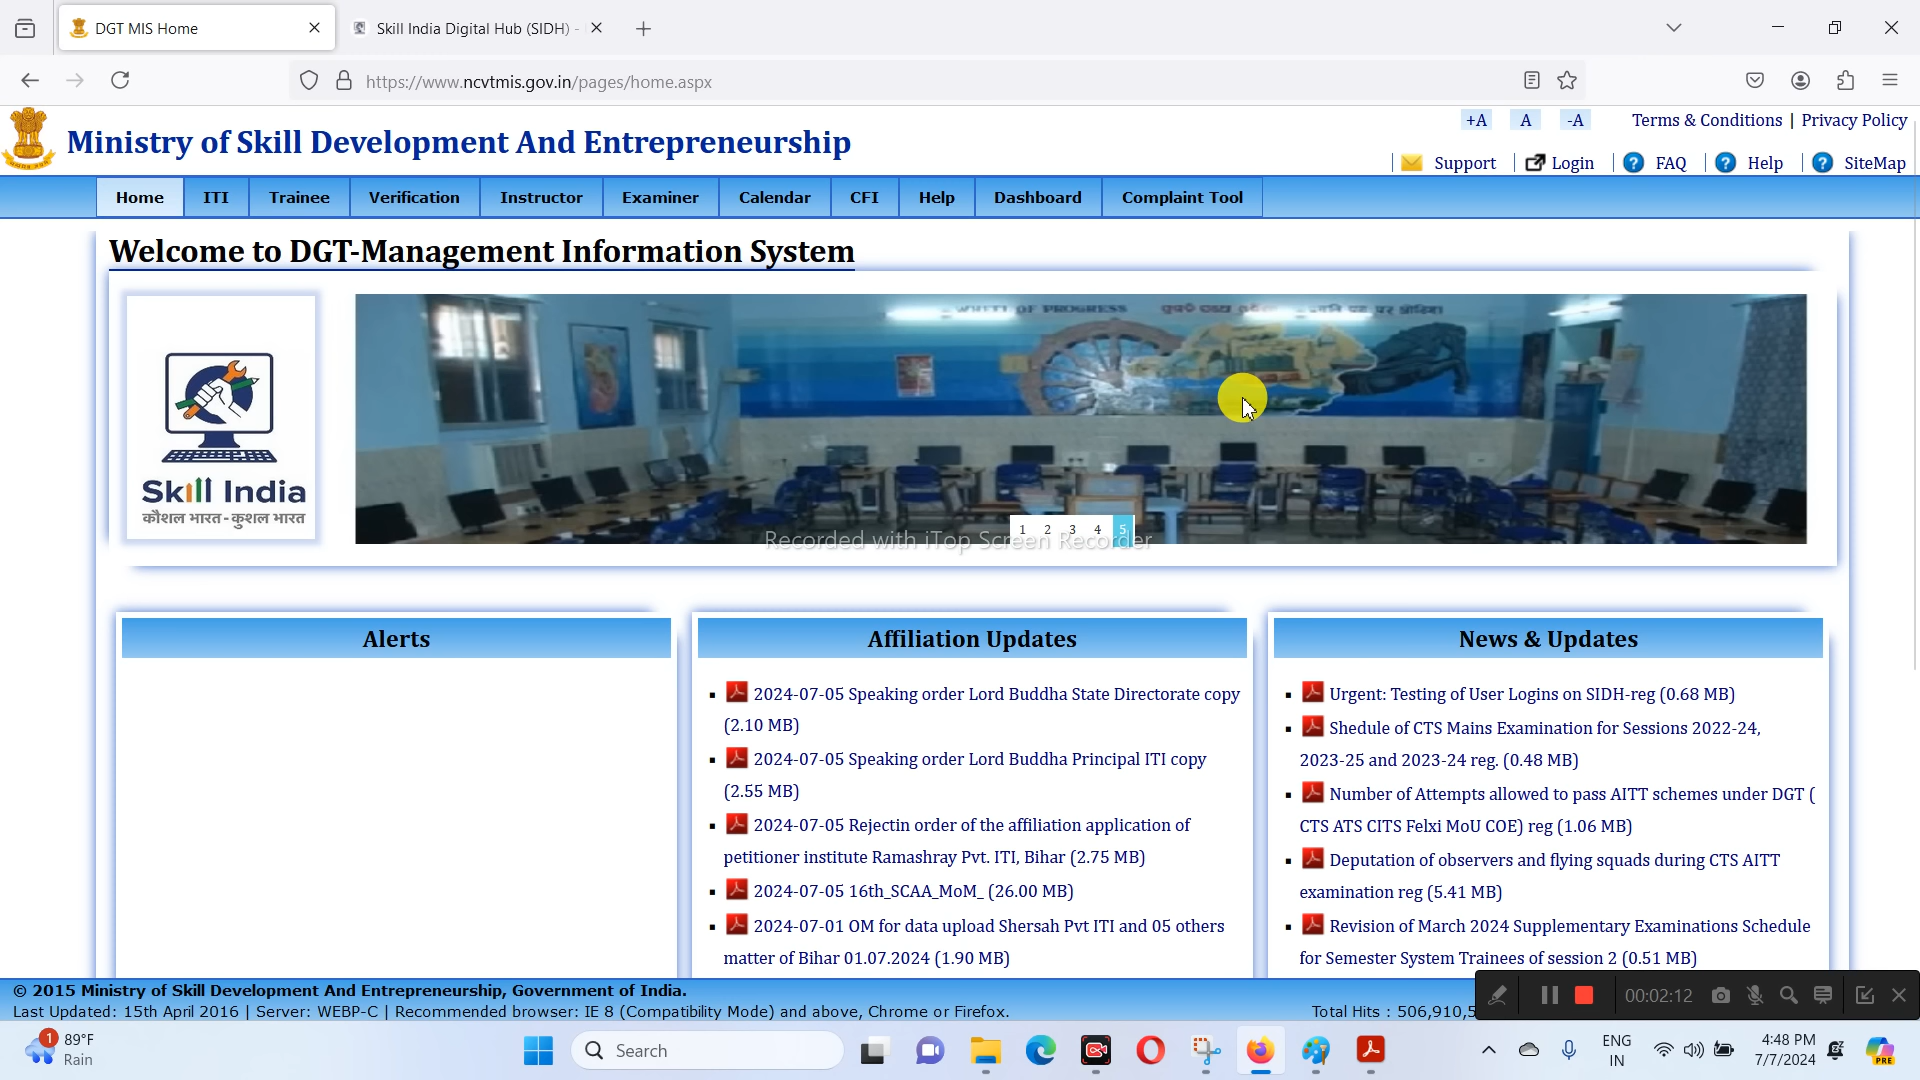 DGT MIS Home
Skill India Digital Hub (SIDH) -
https://www.ncvtmis.gov.in/pages/home.aspx
+A A -A Terms & Conditions | Privacy Policy
Ministry of Skill Development And Entrepreneurship
Support Login FAQ Help SiteMap
Home ITI Trainee Verification Instructor Examiner Calendar CFI Help Dashboard Complaint Tool
Welcome to DGT-Management Information System
OF PROGRESS
Skill India
कौशल भारत - कुशल भारत
1 2 3 4 5
Recorded with iTop Screen Recorder
Alerts
Affiliation Updates
2024-07-05 Speaking order Lord Buddha State Directorate copy
(2.10 MB)
2024-07-05 Speaking order Lord Buddha Principal ITI copy
(2.55 MB)
2024-07-05 Rejectin order of the affiliation application of
petitioner institute Ramashray Pvt. ITI, Bihar (2.75 MB)
2024-07-05 16th_SCAA_MoM_ (26.00 MB)
2024-07-01 OM for data upload Shersah Pvt ITI and 05 others
matter of Bihar 01.07.2024 (1.90 MB)
News & Updates
Urgent: Testing of User Logins on SIDH-reg (0.68 MB)
Shedule of CTS Mains Examination for Sessions 2022-24,
2023-25 and 2023-24 reg. (0.48 MB)
Number of Attempts allowed to pass AITT schemes under DGT (
CTS ATS CITS Felxi MoU COE) reg (1.06 MB)
Deputation of observers and flying squads during CTS AITT
examination reg (5.41 MB)
Revision of March 2024 Supplementary Examinations Schedule
for Semester System Trainees of session 2 (0.51 MB)
© 2015 Ministry of Skill Development And Entrepreneurship, Government of India.
Last Updated: 15th April 2016 | Server: WEBP-C | Recommended browser: IE 8 (Compatibility Mode) and above, Chrome or Firefox.
Total Hits : 506,910,5
00:02:12
1
89°F
Rain
Search
ENG
IN
4:48 PM
7/7/2024
PRE